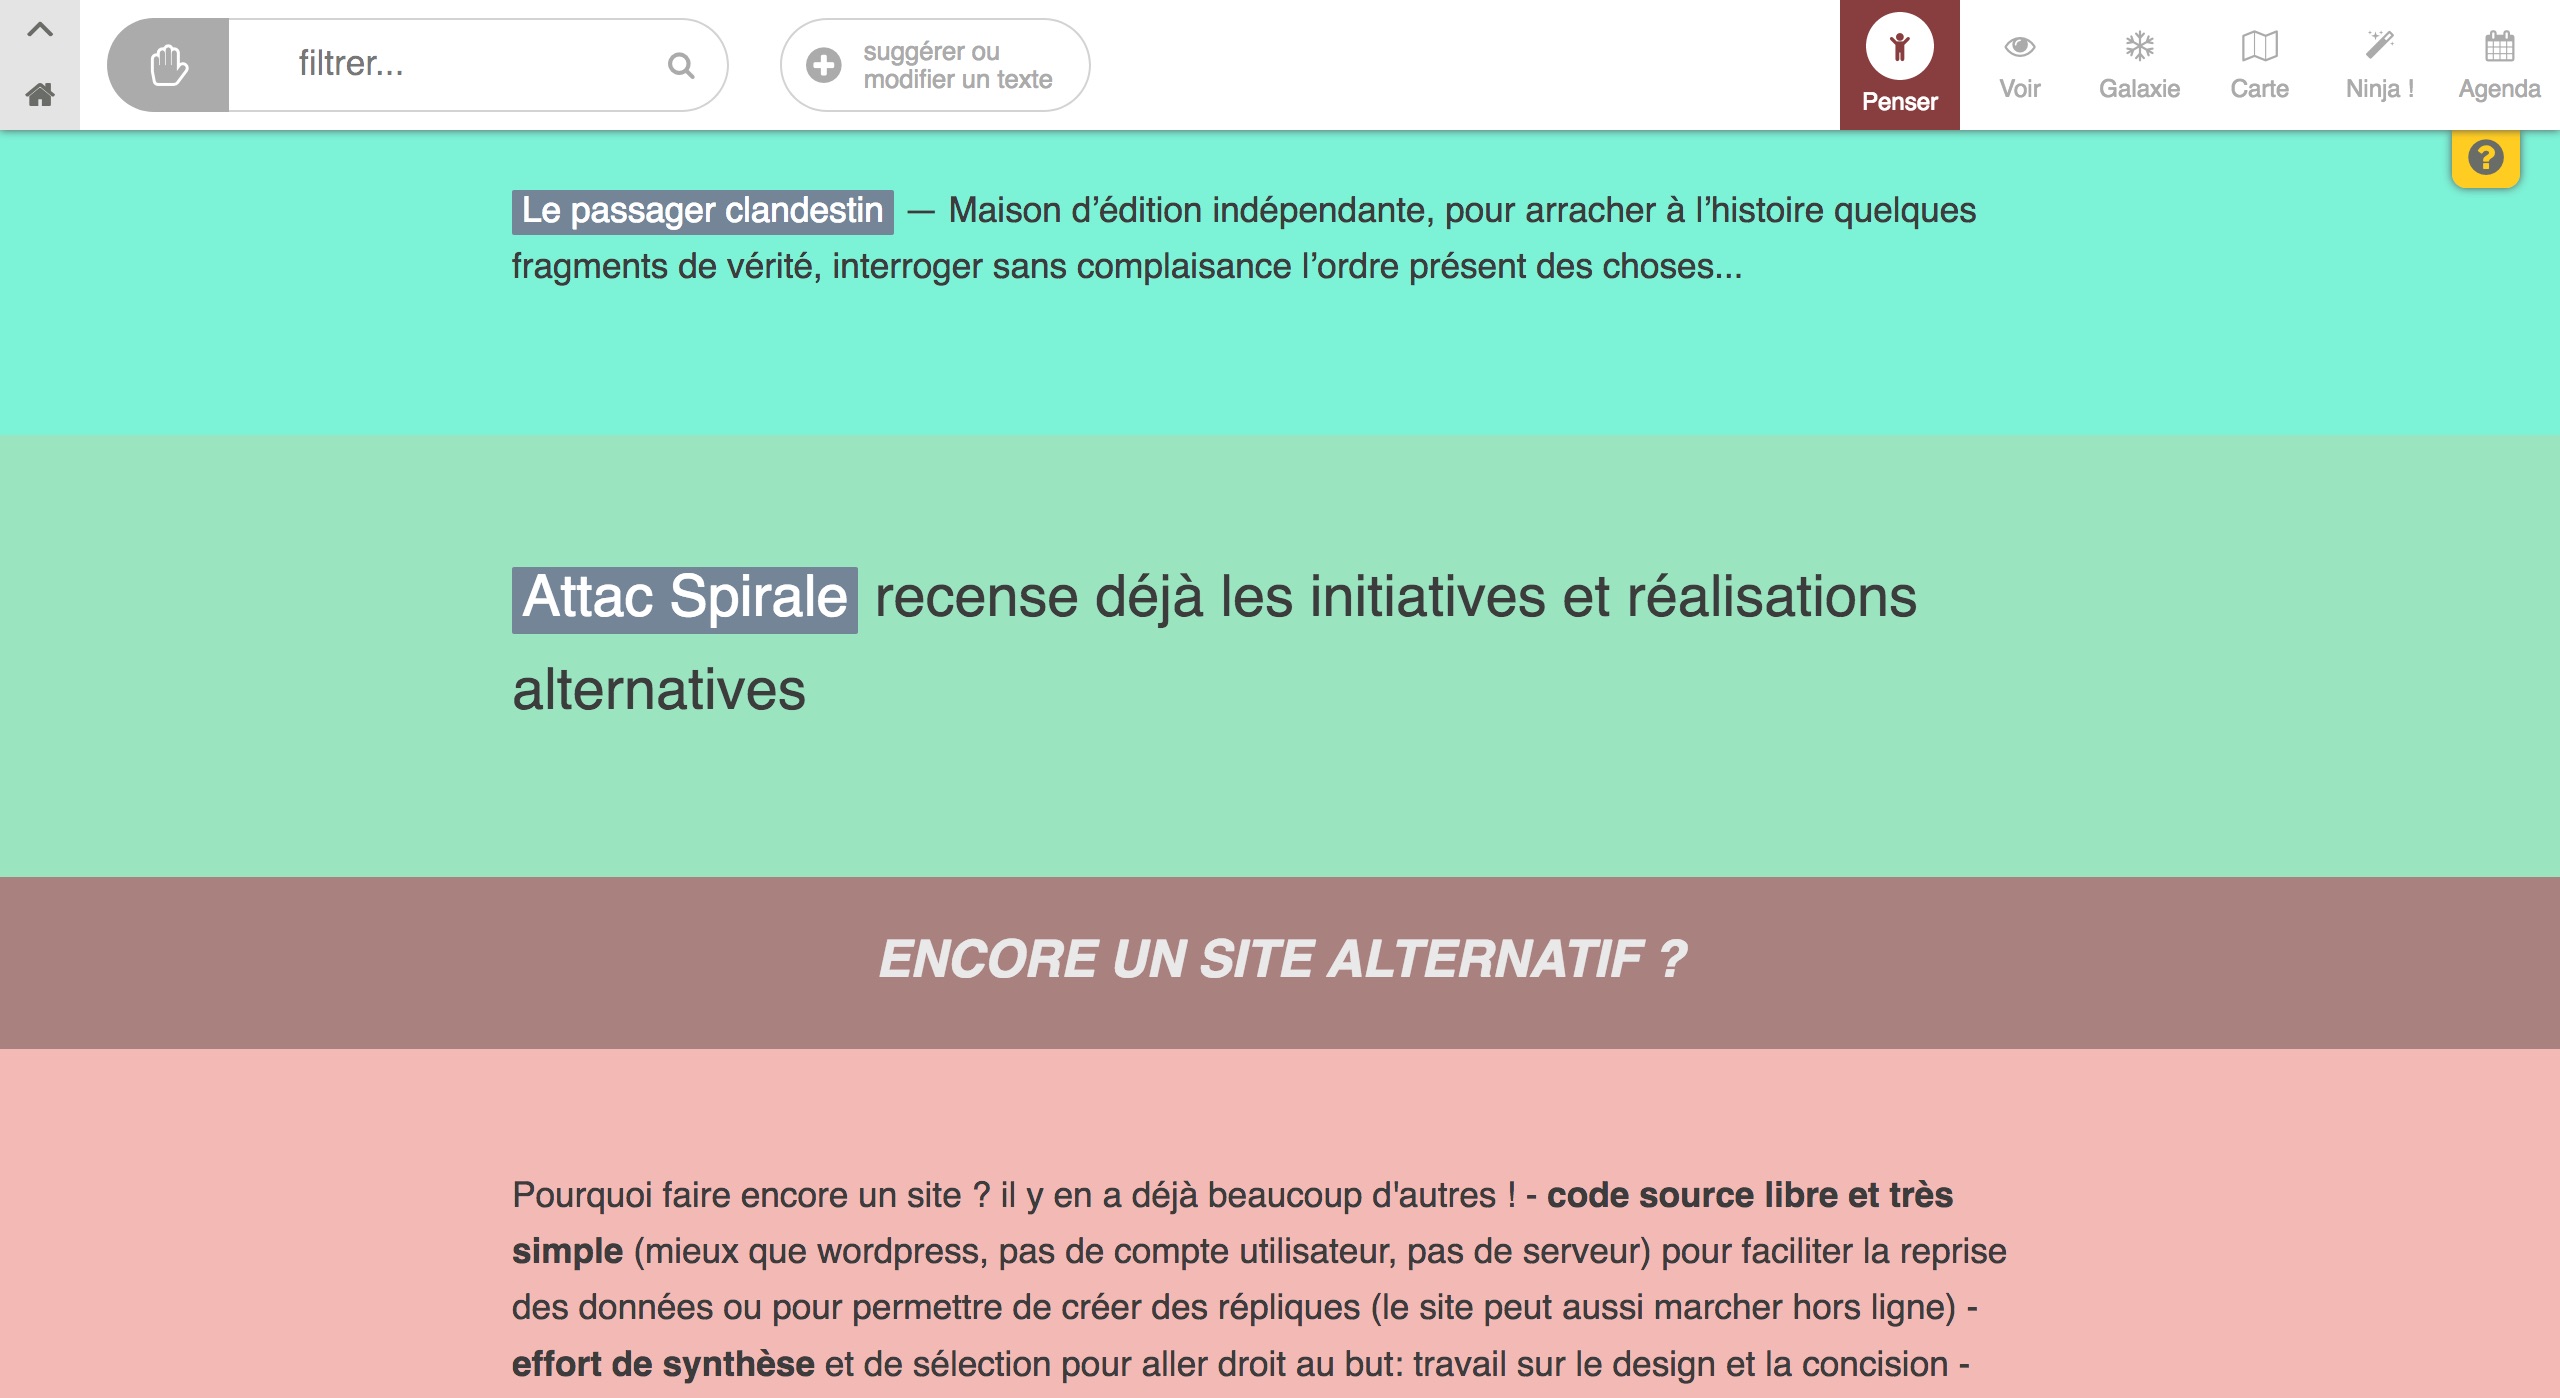 filtrer...
suggérer ou
modifier un texte
Penser
Voir
Galaxie
Carte
Ninja !
Agenda
Le passager clandestin — Maison d’édition indépendante, pour arracher à l’histoire quelques
fragments de vérité, interroger sans complaisance l’ordre présent des choses...
Attac Spirale recense déjà les initiatives et réalisations
alternatives
ENCORE UN SITE ALTERNATIF ?
Pourquoi faire encore un site ? il y en a déjà beaucoup d'autres ! - code source libre et très
simple (mieux que wordpress, pas de compte utilisateur, pas de serveur) pour faciliter la reprise
des données ou pour permettre de créer des répliques (le site peut aussi marcher hors ligne) -
effort de synthèse et de sélection pour aller droit au but: travail sur le design et la concision -